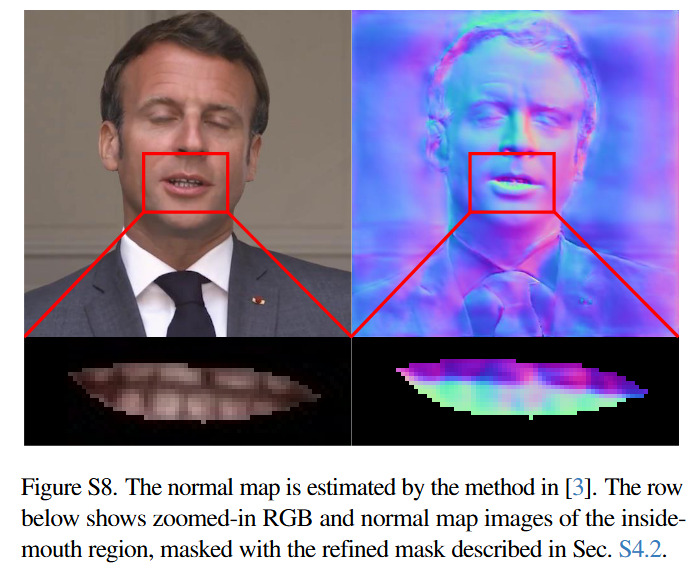 Figure S8. The normal map is estimated by the method in [3]. The row
below shows zoomed-in RGB and normal map images of the inside-
mouth region, masked with the refined mask described in Sec. S4.2.